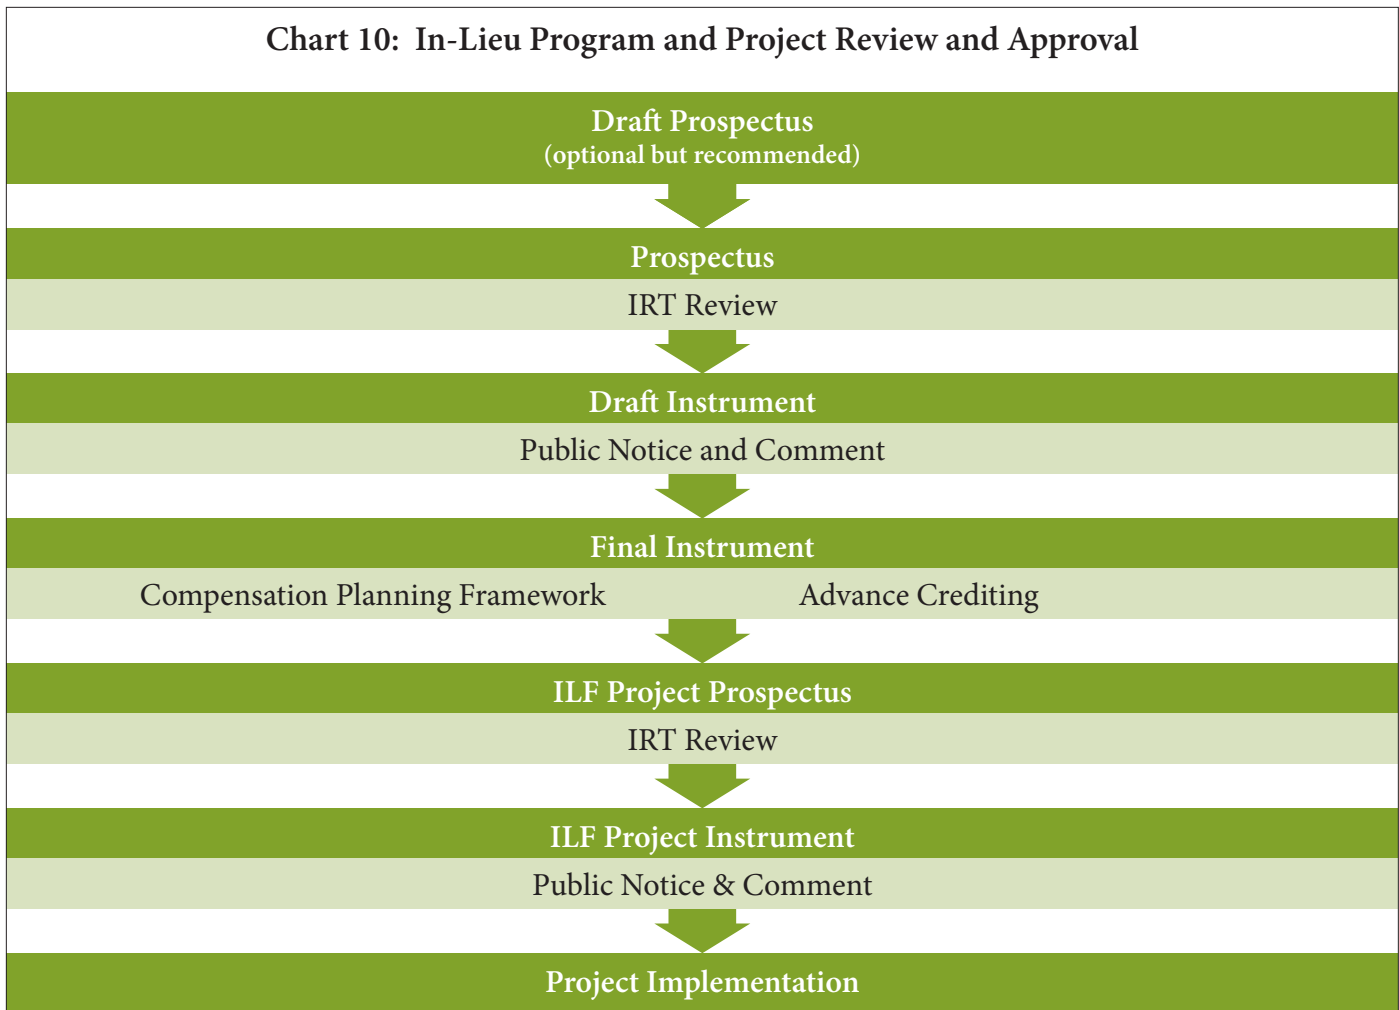 Chart 10: In-Lieu Program and Project Review and Approval
Draft Prospectus
(optional but recommended)
Prospectus
IRT Review
Draft Instrument
Public Notice and Comment
Final Instrument
Compensation Planning Framework Advance Crediting
ILF Project Prospectus
IRT Review
ILF Project Instrument
Public Notice & Comment
Project Implementation